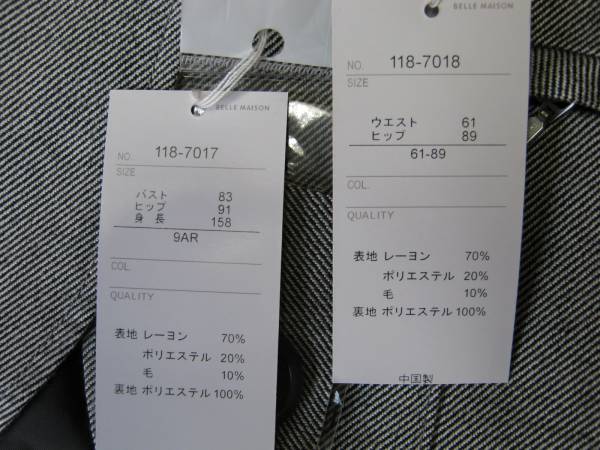 BELLE MAISON
NO. 118-7017
SIZE
バスト 83
ヒップ 91
身長 158
9AR
COL.
QUALITY
表地 レーヨン 70%
ポリエステル 20%
毛 10%
裏地 ポリエステル 100%
BELLE MAISON
NO. 118-7018
SIZE
ウエスト 61
ヒップ 89
61-89
COL.
QUALITY
表地 レーヨン 70%
ポリエステル 20%
毛 10%
裏地 ポリエステル 100%
中国製